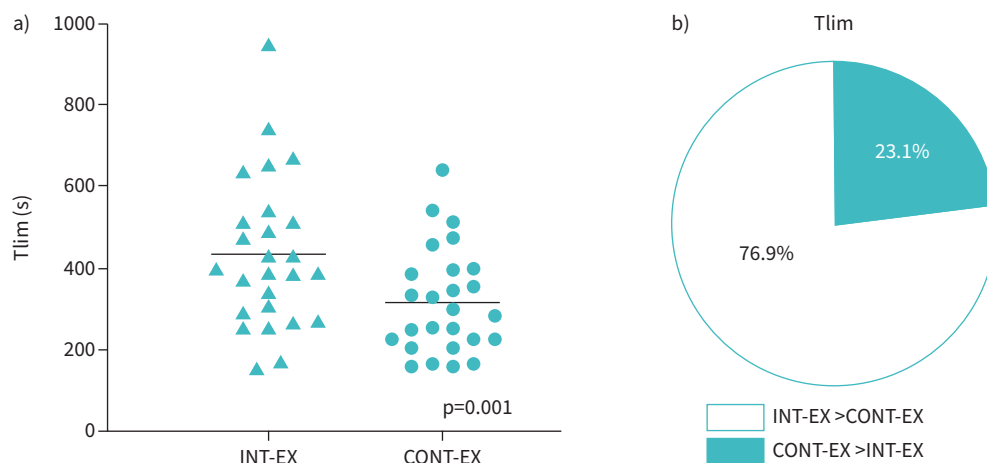 a)
1000
800
600
400
200
0
Tlim (s)
p=0.001
INT-EX
CONT-EX
b)
Tlim
23.1%
76.9%
INT-EX >CONT-EX
CONT-EX >INT-EX